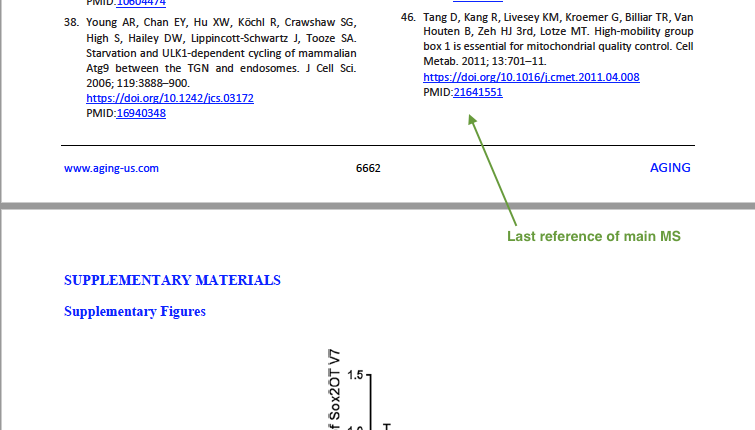 PMID:10604474
38. Young AR, Chan EY, Hu XW, Köchl R, Crawshaw SG,
High S, Hailey DW, Lippincott-Schwartz J, Tooze SA.
Starvation and ULK1-dependent cycling of mammalian
Atg9 between the TGN and endosomes. J Cell Sci.
2006; 119:3888–900.
https://doi.org/10.1242/jcs.03172
PMID:16940348
46. Tang D, Kang R, Livesey KM, Kroemer G, Billiar TR, Van
Houten B, Zeh HJ 3rd, Lotze MT. High-mobility group
box 1 is essential for mitochondrial quality control. Cell
Metab. 2011; 13:701–11.
https://doi.org/10.1016/j.cmet.2011.04.008
PMID:21641551
www.aging-us.com 6662 AGING
Last reference of main MS
SUPPLEMENTARY MATERIALS
Supplementary Figures
f Sox2OT V7
1.5
1.0